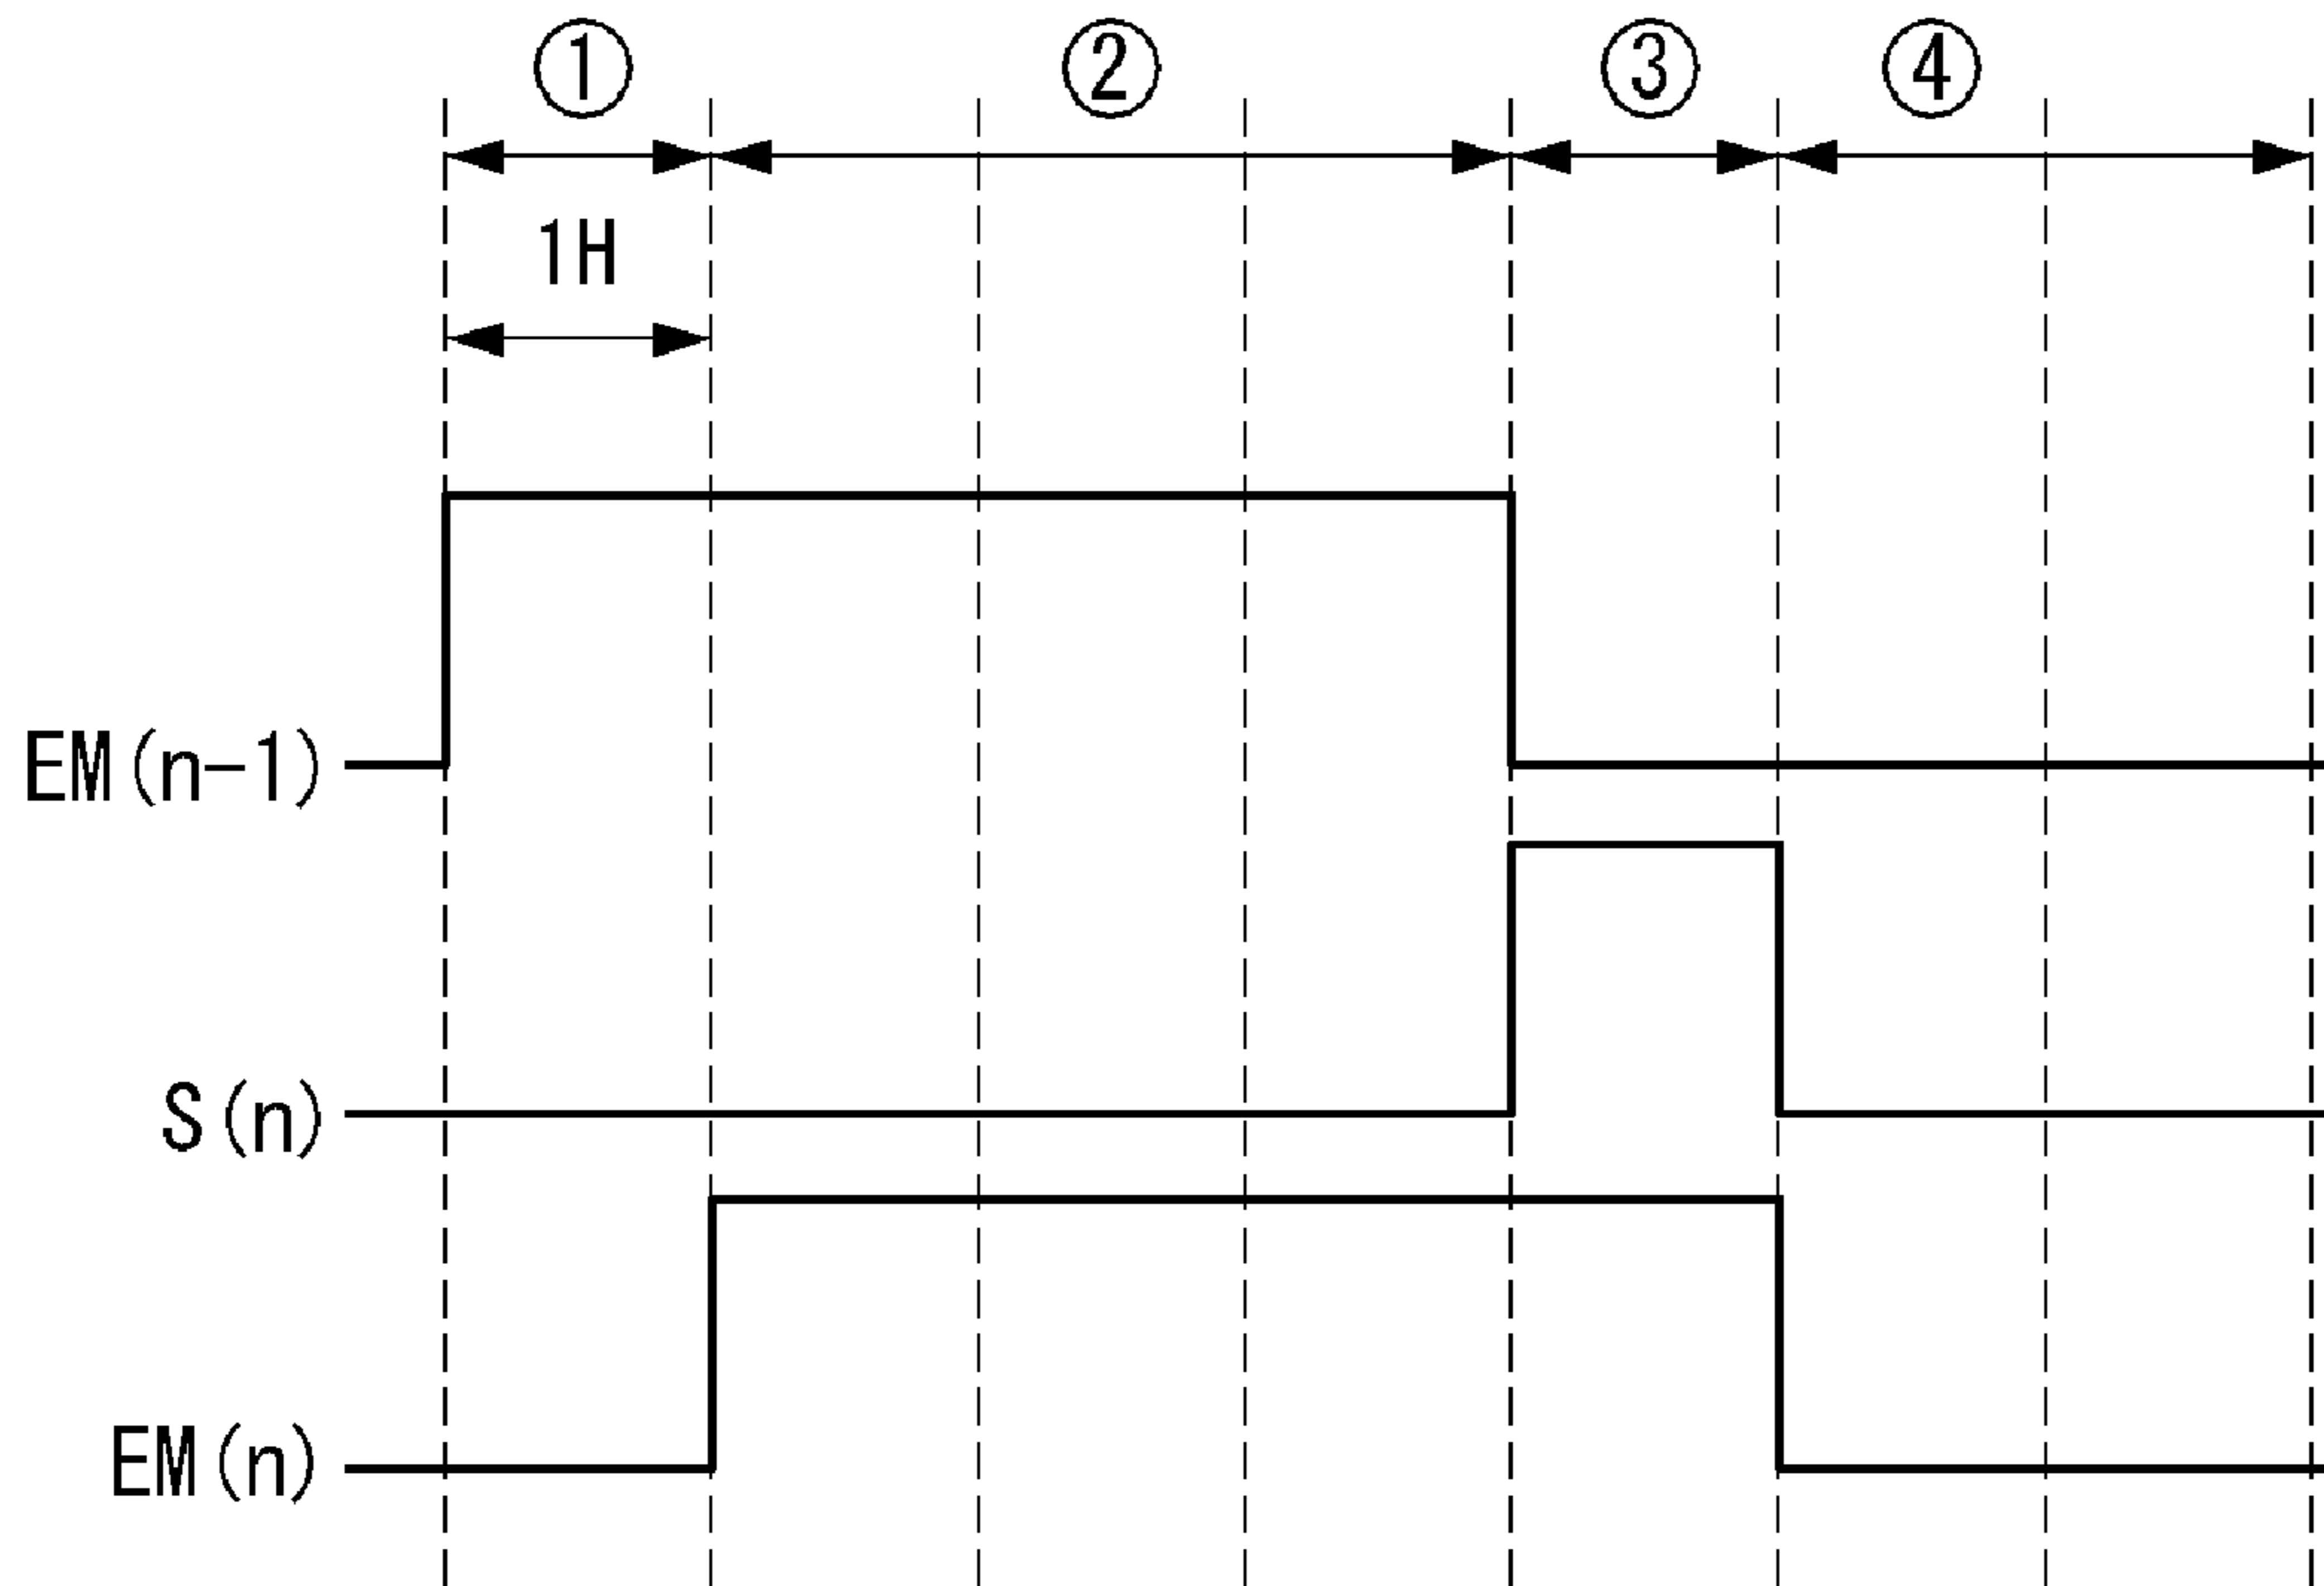 ① ② ③ ④
1H
EM(n-1)
S(n)
EM(n)